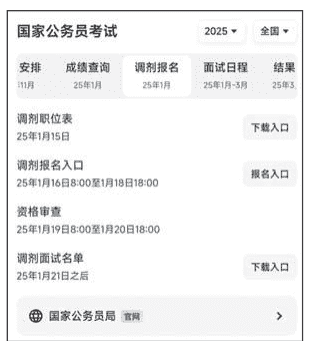 国家公务员考试
2025
全国
安排
成绩查询
调剂报名
面试日程
结果
11月
25年1月
25年1月
25年1月-3月
25年3
调剂职位表
25年1月15日
下载入口
调剂报名入口
25年1月16日8:00至1月18日18:00
报名入口
资格审查
25年1月19日8:00至1月20日18:00
调剂面试名单
25年1月21日之后
下载入口
国家公务员局 官网